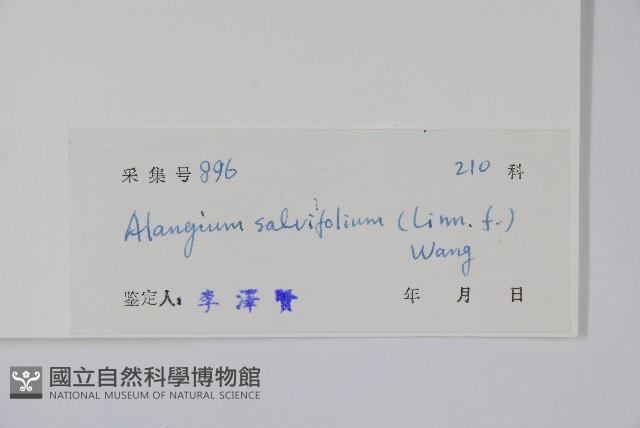 采集号 896 210 科
Alangium salvifolium (Linn. f.)
Wang
鉴定人: 李澤賢 年 月 日
國立自然科學博物館
NATIONAL MUSEUM OF NATURAL SCIENCE